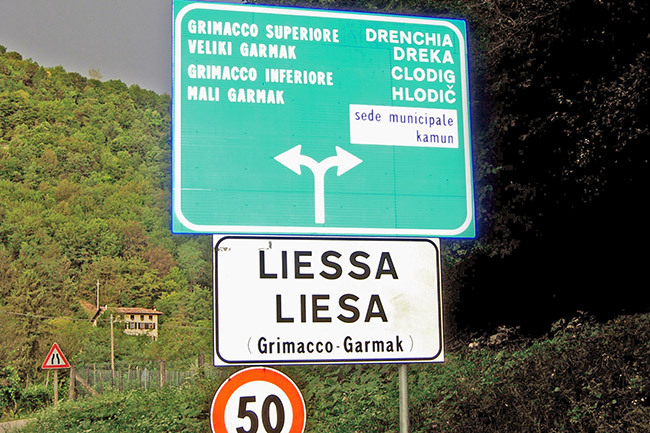 GRIMACCO SUPERIORE
VELIKI GARMAK
GRIMACCO INFERIORE
MALI GARMAK
DRENCHIA
DREKA
CLODIG
HLODIČ
sede municipale
kamun
LIESSA
LIESA
(Grimacco-Garmak)
50